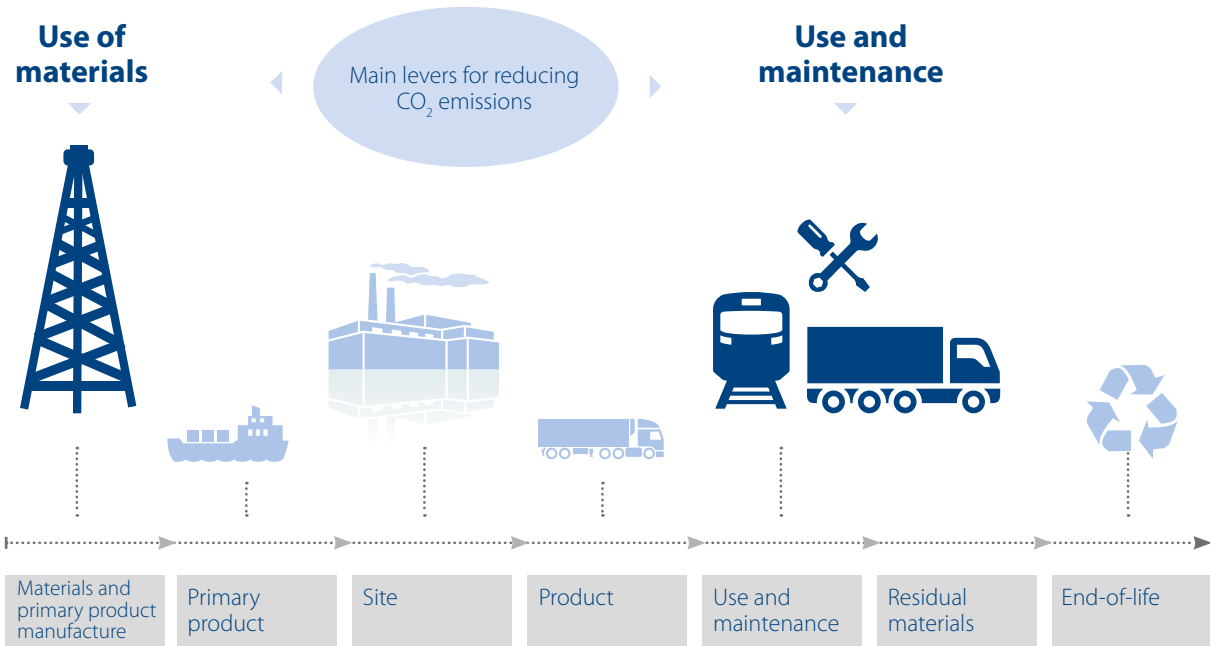 Use of
materials
Main levers for reducing
CO₂ emissions
Use and
maintenance
Materials and
primary product
manufacture
Primary
product
Site
Product
Use and
maintenance
Residual
materials
End-of-life